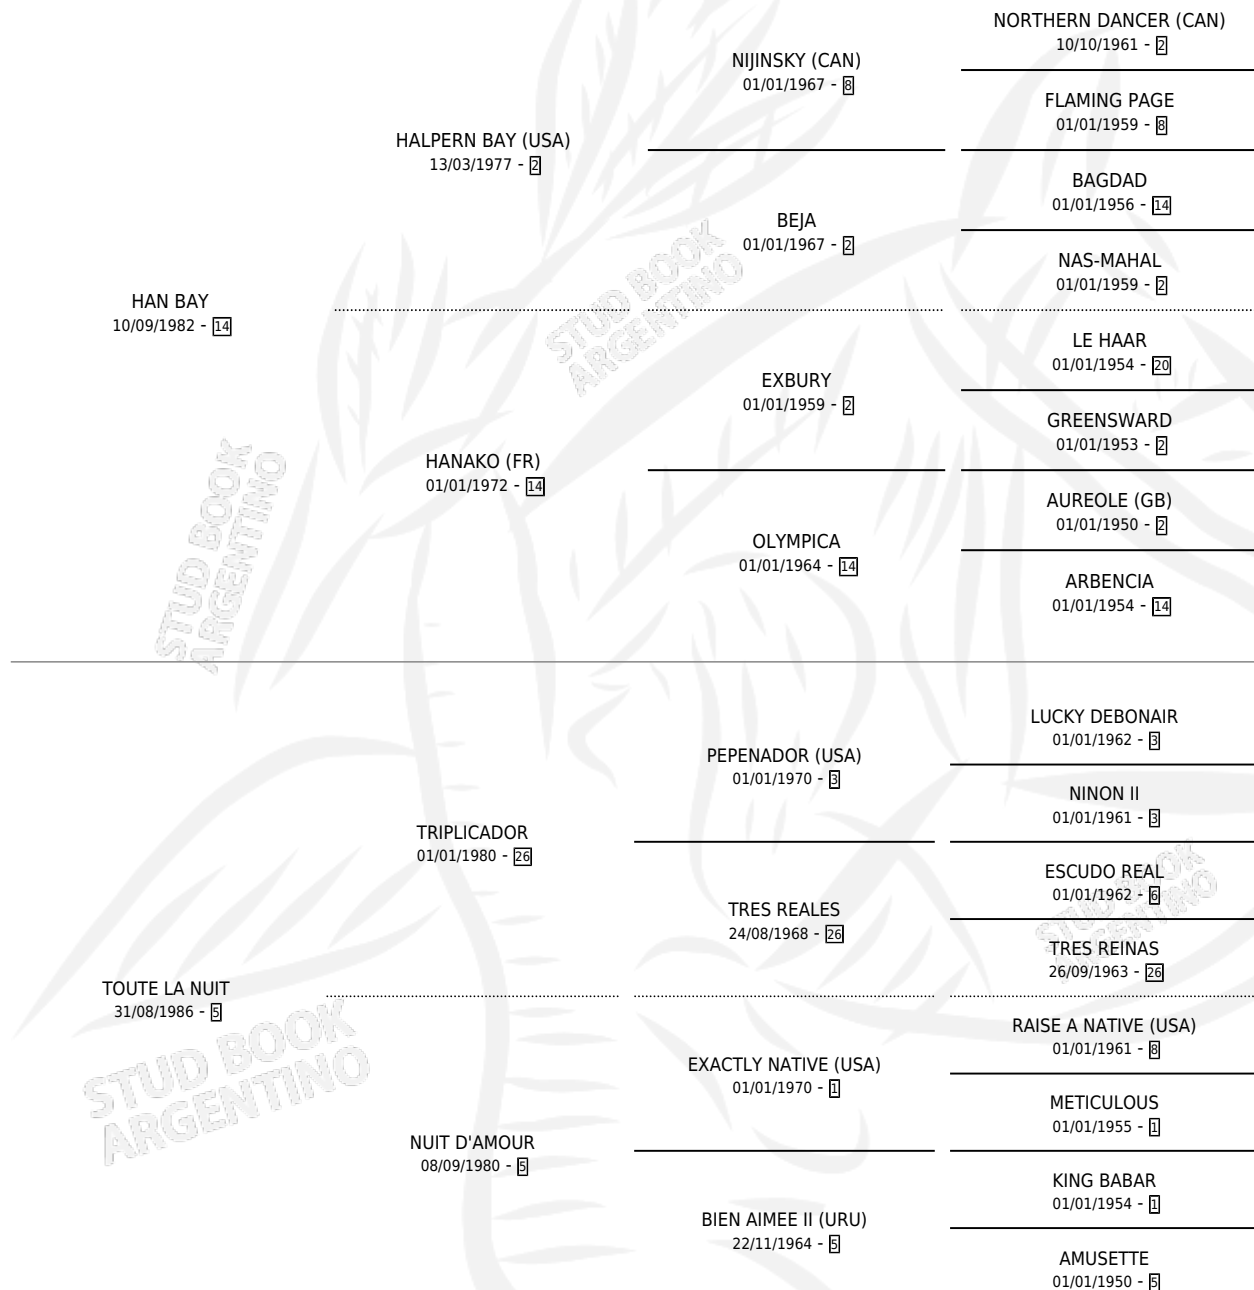 NORTHERN DANCER (CAN)
10/10/1961 - 2
NIJINSKY (CAN)
01/01/1967 - 8
FLAMING PAGE
01/01/1959 - 8
HALPERN BAY (USA)
13/03/1977 - 2
BAGDAD
01/01/1956 - 14
BEJA
01/01/1967 - 2
NAS-MAHAL
01/01/1959 - 2
HAN BAY
10/09/1982 - 14
LE HAAR
01/01/1954 - 20
EXBURY
01/01/1959 - 2
GREENSWARD
01/01/1953 - 2
HANAKO (FR)
01/01/1972 - 14
AUREOLE (GB)
01/01/1950 - 2
OLYMPICA
01/01/1964 - 14
ARBENCIA
01/01/1954 - 14
LUCKY DEBONAIR
01/01/1962 - 3
PEPENADOR (USA)
01/01/1970 - 3
NINON II
01/01/1961 - 3
TRIPLICADOR
01/01/1980 - 26
ESCUDO REAL
01/01/1962 - 6
TRES REALES
24/08/1968 - 26
TRES REINAS
26/09/1963 - 26
TOUTE LA NUIT
31/08/1986 - 5
RAISE A NATIVE (USA)
01/01/1961 - 8
EXACTLY NATIVE (USA)
01/01/1970 - 1
METICULOUS
01/01/1955 - 1
NUIT D'AMOUR
08/09/1980 - 5
KING BABAR
01/01/1954 - 1
BIEN AIMEE II (URU)
22/11/1964 - 5
AMUSETTE
01/01/1950 - 5
STUD BOOK
ARGENTINO
STUD BOOK
ARGENTINO
STUD BOOK
ARGENTINO
STUD BOOK
ARGENTINO